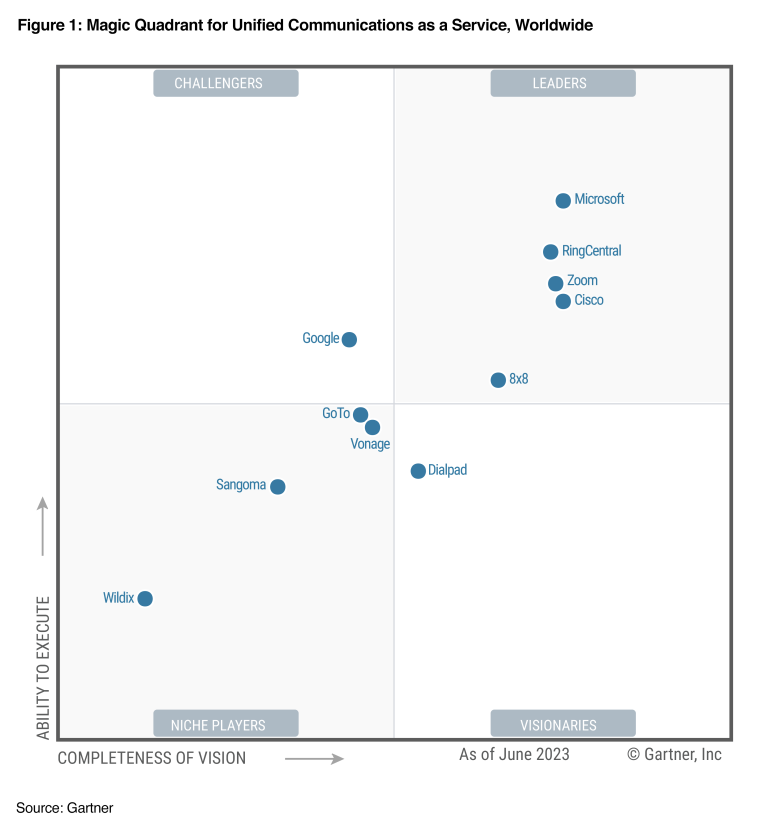 Figure 1: Magic Quadrant for Unified Communications as a Service, Worldwide
CHALLENGERS
LEADERS
Microsoft
RingCentral
Zoom
Cisco
Google
8x8
GoTo
Vonage
Dialpad
Sangoma
Wildix
ABILITY TO EXECUTE
NICHE PLAYERS
VISIONARIES
COMPLETENESS OF VISION
As of June 2023
© Gartner, Inc
Source: Gartner